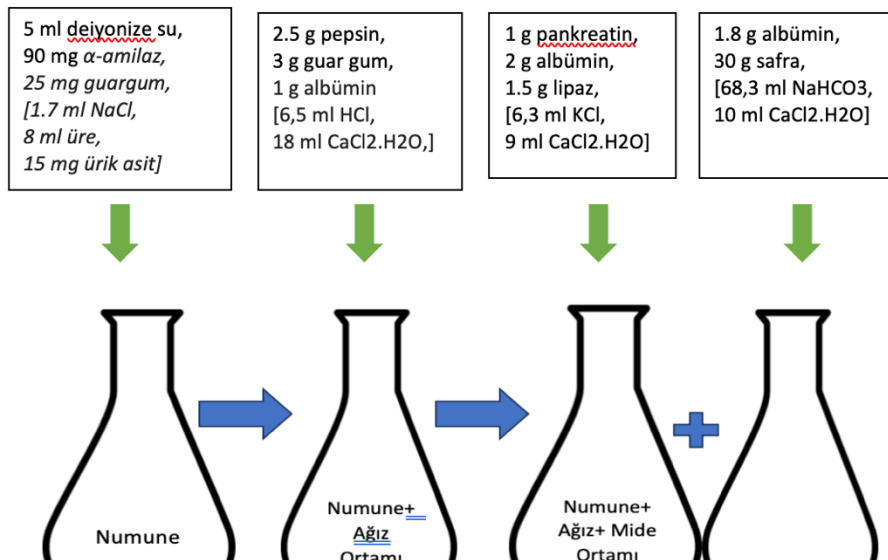 5 ml deiyonize su,
90 mg α-amilaz,
25 mg guargum,
[1.7 ml NaCl,
8 ml üre,
15 mg ürik asit]
2.5 g pepsin,
3 g guar gum,
1 g albümin
[6,5 ml HCl,
18 ml CaCl2.H2O,]
1 g pankreatin,
2 g albümin,
1.5 g lipaz,
[6,3 ml KCl,
9 ml CaCl2.H2O]
1.8 g albümin,
30 g safra,
[68,3 ml NaHCO3,
10 ml CaCl2.H2O]
Numune
Numune+
Ağız
Ortamı
Numune+
Ağız+ Mide
Ortamı